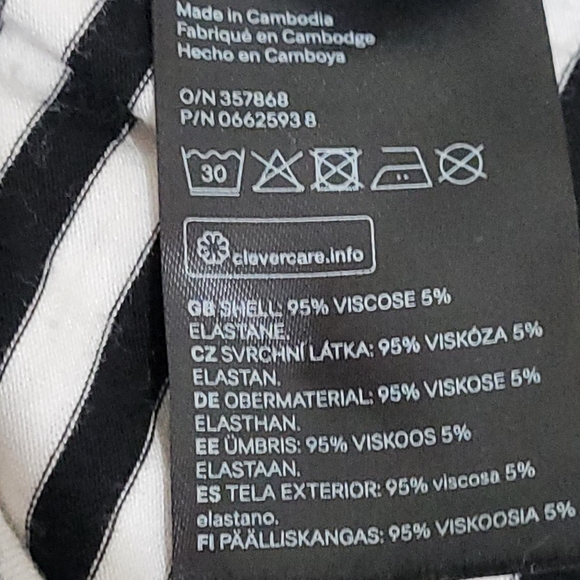 Made in Cambodia
Fabriqué en Cambodge
Hecho en Camboya
O/N 357868
P/N 0662593 8
30
clevercare.info
GB SHELL: 95% VISCOSE 5%
ELASTANE.
CZ SVRCHNÍ LÁTKA: 95% VISKÓZA 5%
ELASTAN.
DE OBERMATERIAL: 95% VISKOSE 5%
ELASTHAN.
EE ÜMBRIS: 95% VISKOOS 5%
ELASTAAN.
ES TELA EXTERIOR: 95% viscosa 5%
elastano.
FI PÄÄLLISKANGAS: 95% VISKOOSIA 5%